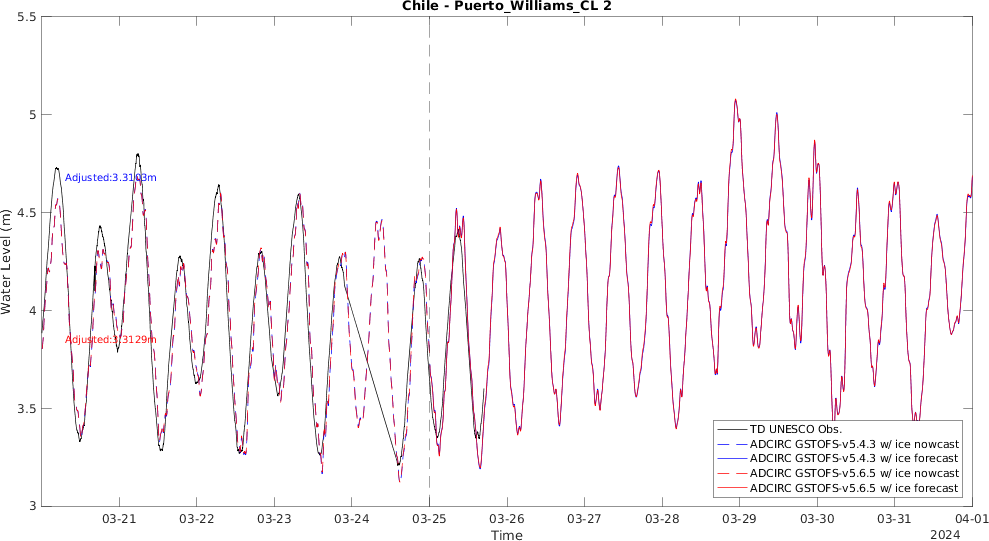 Chile - Puerto_Williams_CL 2
5.5
5
4.5
4
3.5
3
Water Level (m)
Adjusted:3.3103m
Adjusted:3.3129m
TD UNESCO Obs.
ADCIRC GSTOFS-v5.4.3 w/ ice nowcast
ADCIRC GSTOFS-v5.4.3 w/ ice forecast
ADCIRC GSTOFS-v5.6.5 w/ ice nowcast
ADCIRC GSTOFS-v5.6.5 w/ ice forecast
03-21 03-22 03-23 03-24 03-25 03-26 03-27 03-28 03-29 03-30 03-31 04-01
Time
2024